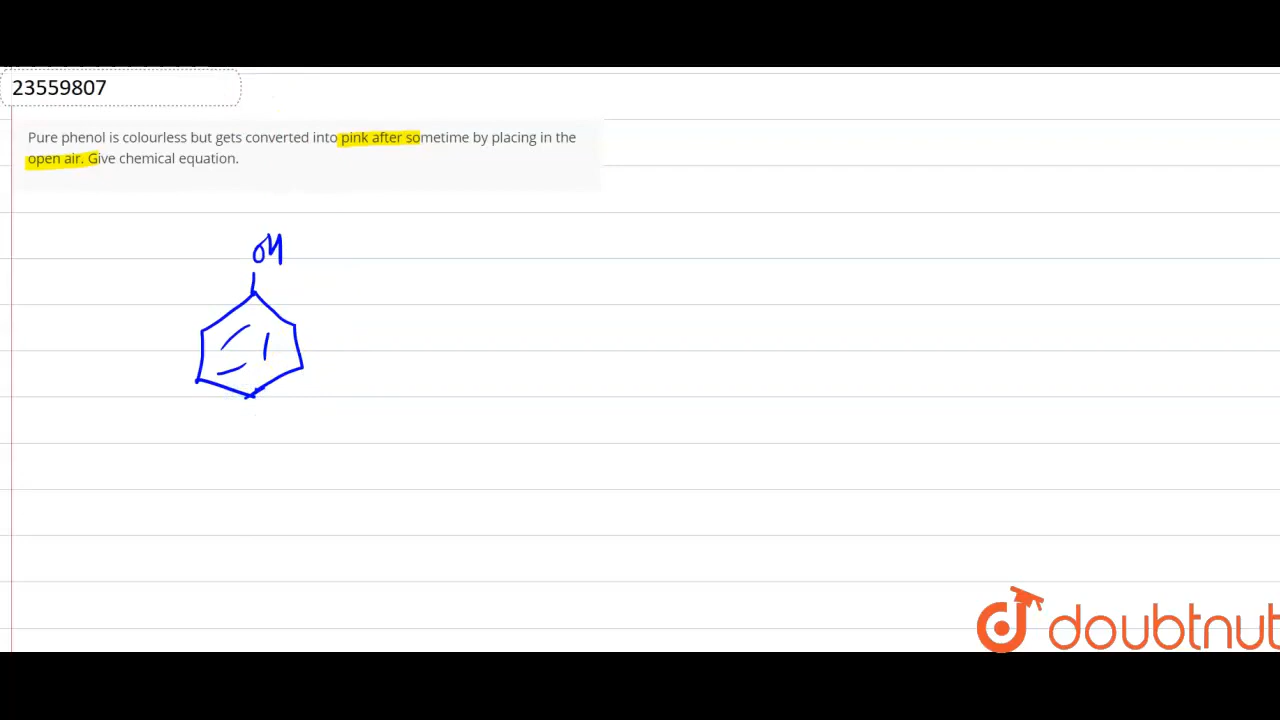 23559807
Pure phenol is colourless but gets converted into pink after sometime by placing in the
open air. Give chemical equation.
OH
doubtnut